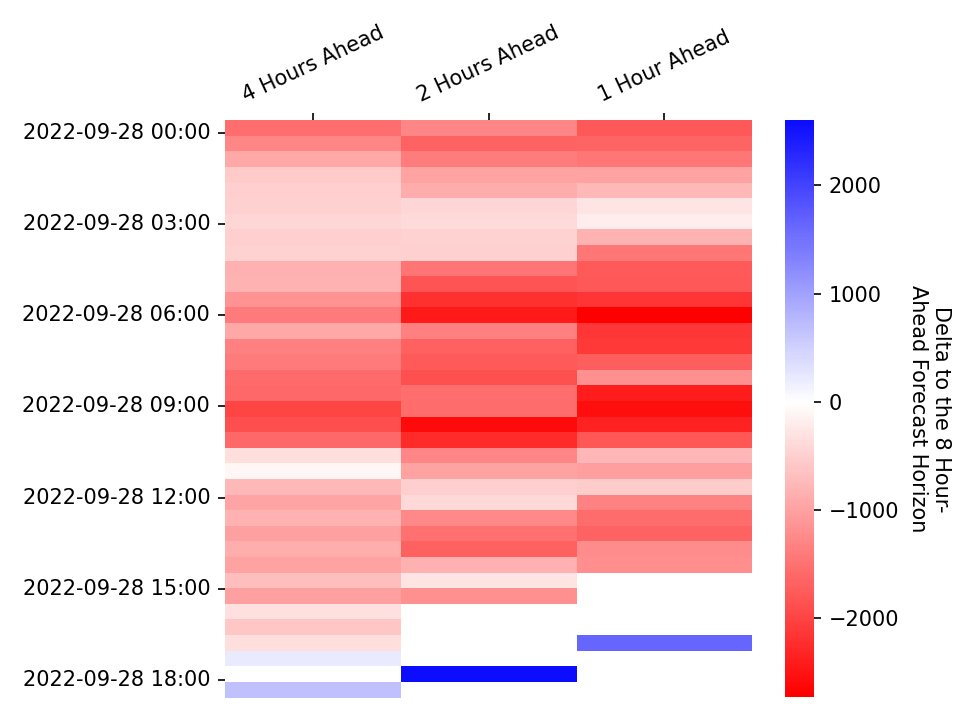 4 Hours Ahead
2 Hours Ahead
1 Hour Ahead
2022-09-28 00:00
2022-09-28 03:00
2022-09-28 06:00
2022-09-28 09:00
2022-09-28 12:00
2022-09-28 15:00
2022-09-28 18:00
2000
1000
0
−1000
−2000
Delta to the 8 Hour-
Ahead Forecast Horizon